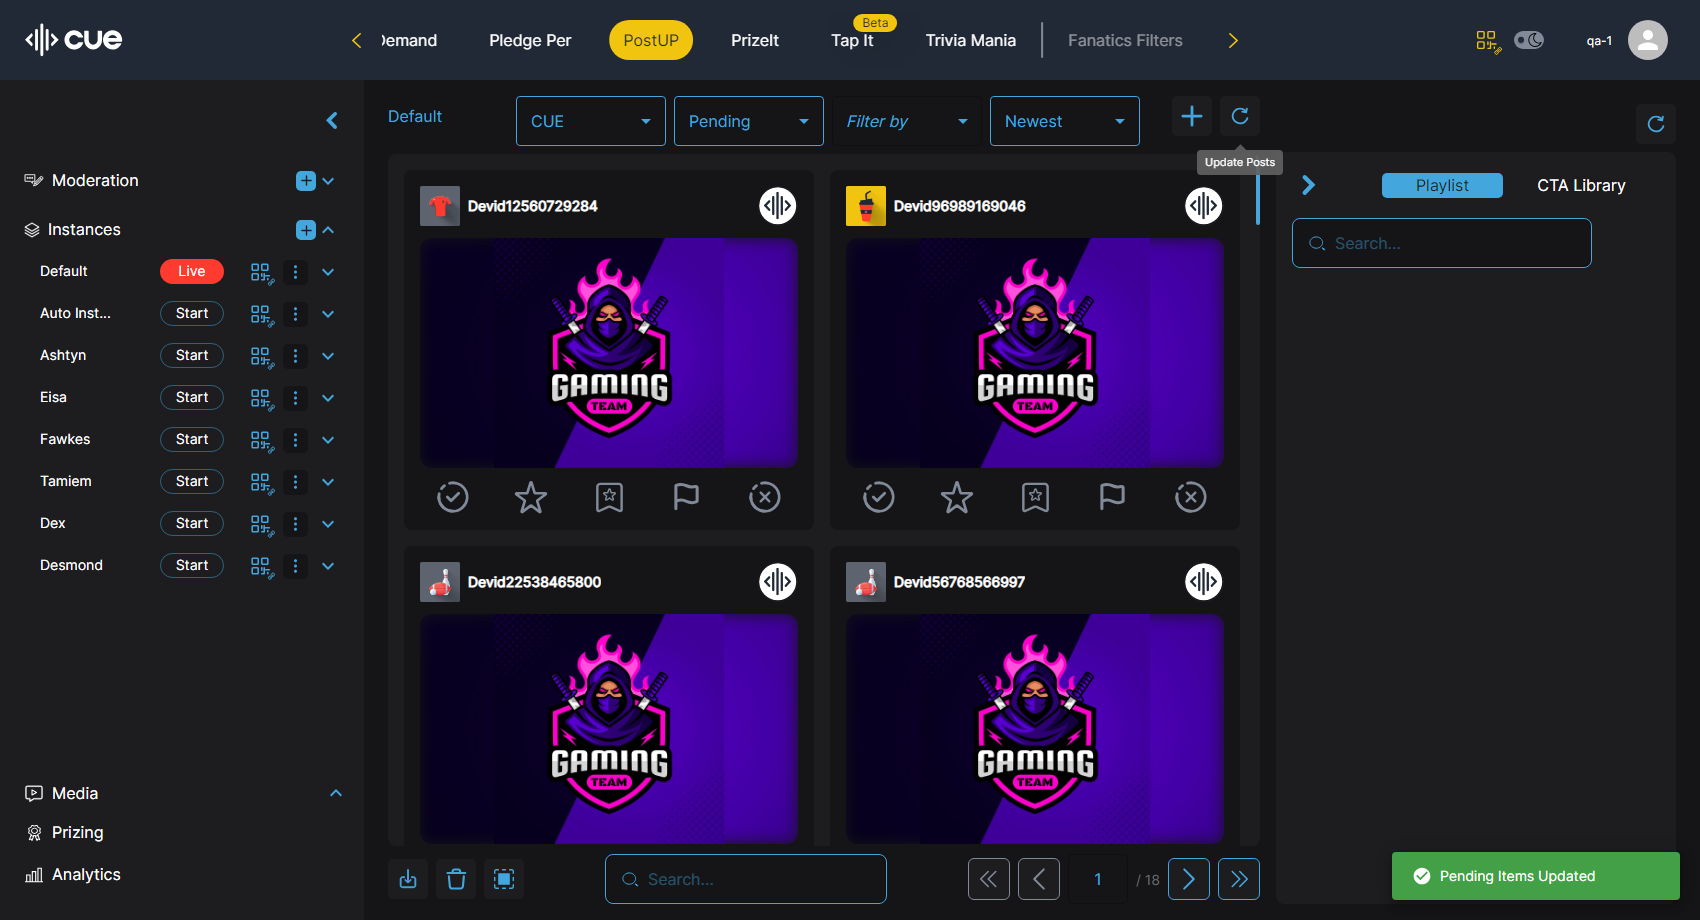 cue
Demand
Pledge Per
PostUP
PrizeIt
Beta
Tap It
Trivia Mania
Fanatics Filters
qa-1
Moderation
Instances
Default
Live
Auto Inst...
Start
Ashtyn
Start
Eisa
Start
Fawkes
Start
Tamiem
Start
Dex
Start
Desmond
Start
Media
Prizing
Analytics
Default
CUE
Pending
Filter by
Newest
Update Posts
Devid12560729284
GAMING
TEAM
Devid96989169046
GAMING
TEAM
Devid22538465800
GAMING
TEAM
Devid56768566997
GAMING
TEAM
Search...
1
/ 18
Playlist
CTA Library
Search...
Pending Items Updated